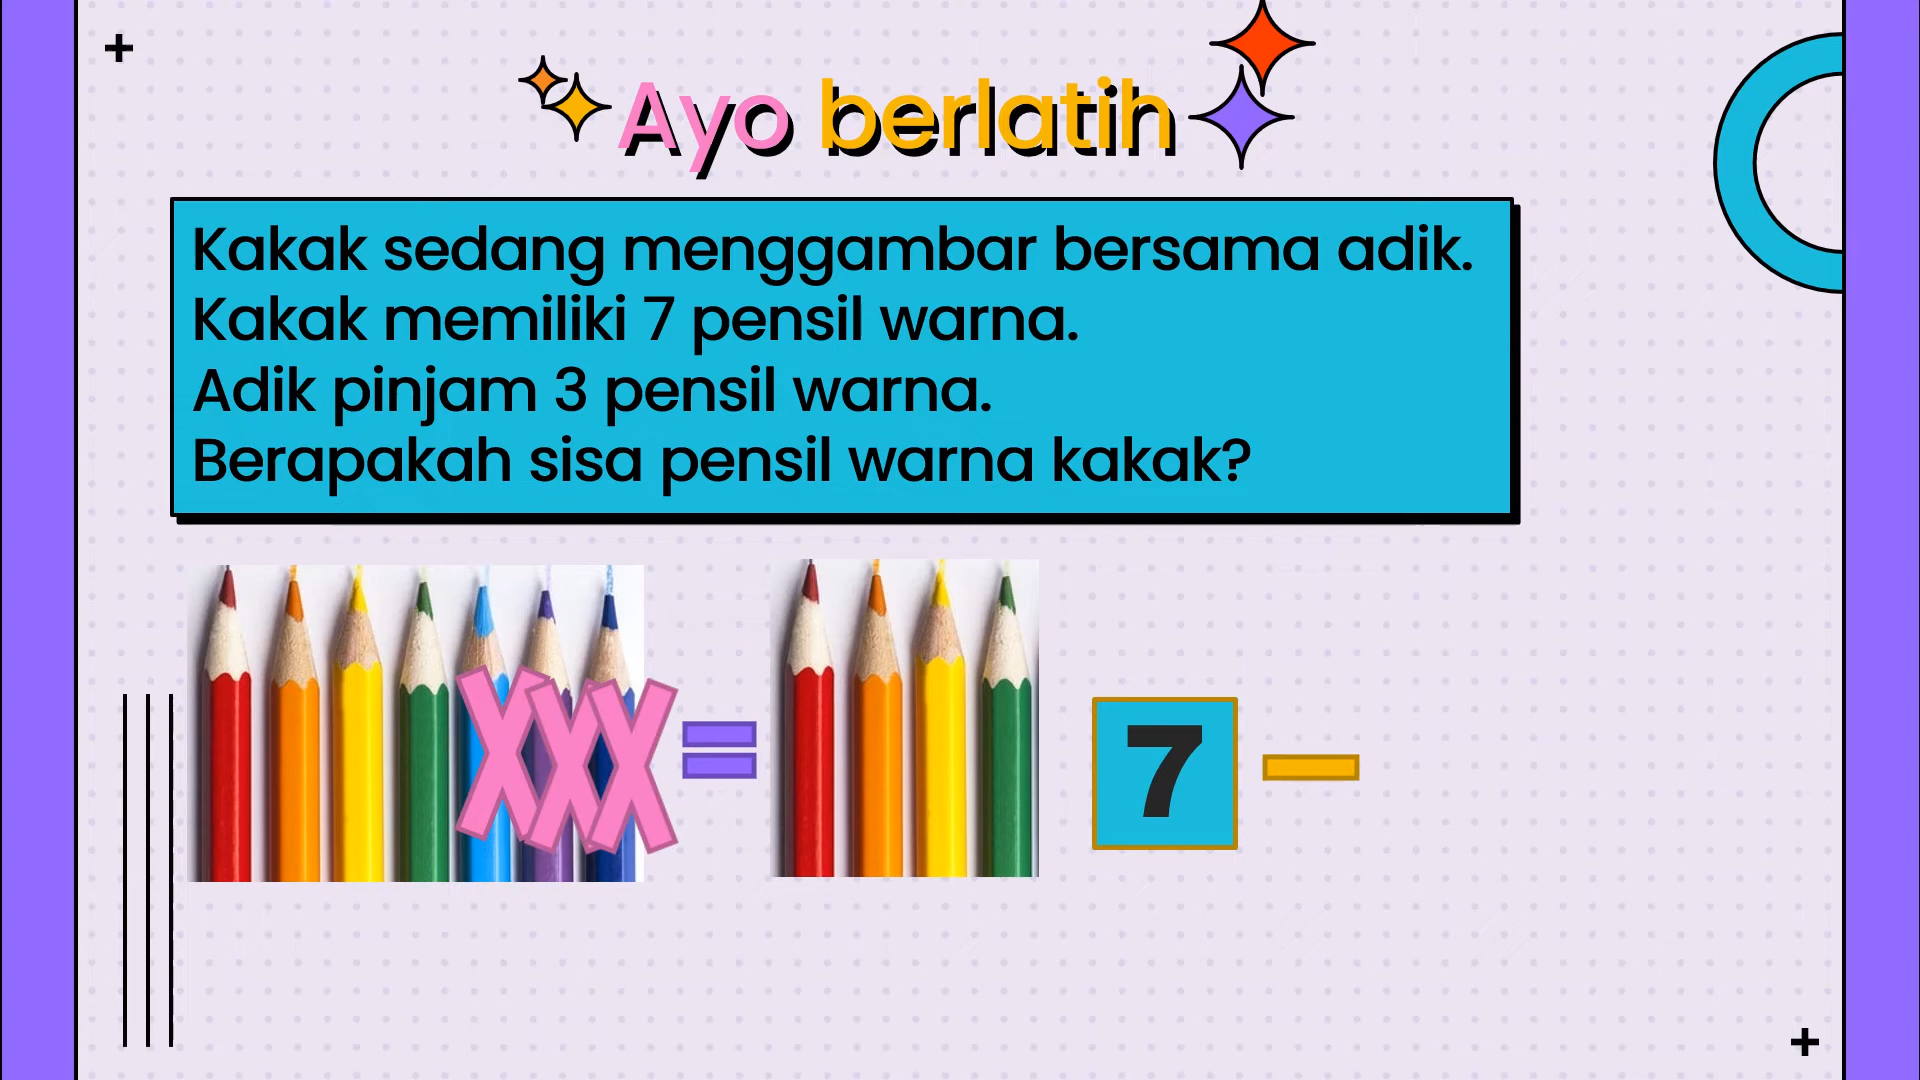 Ayo berlatih
Kakak sedang menggambar bersama adik.
Kakak memiliki 7 pensil warna.
Adik pinjam 3 pensil warna.
Berapakah sisa pensil warna kakak?
XXX = 7 -